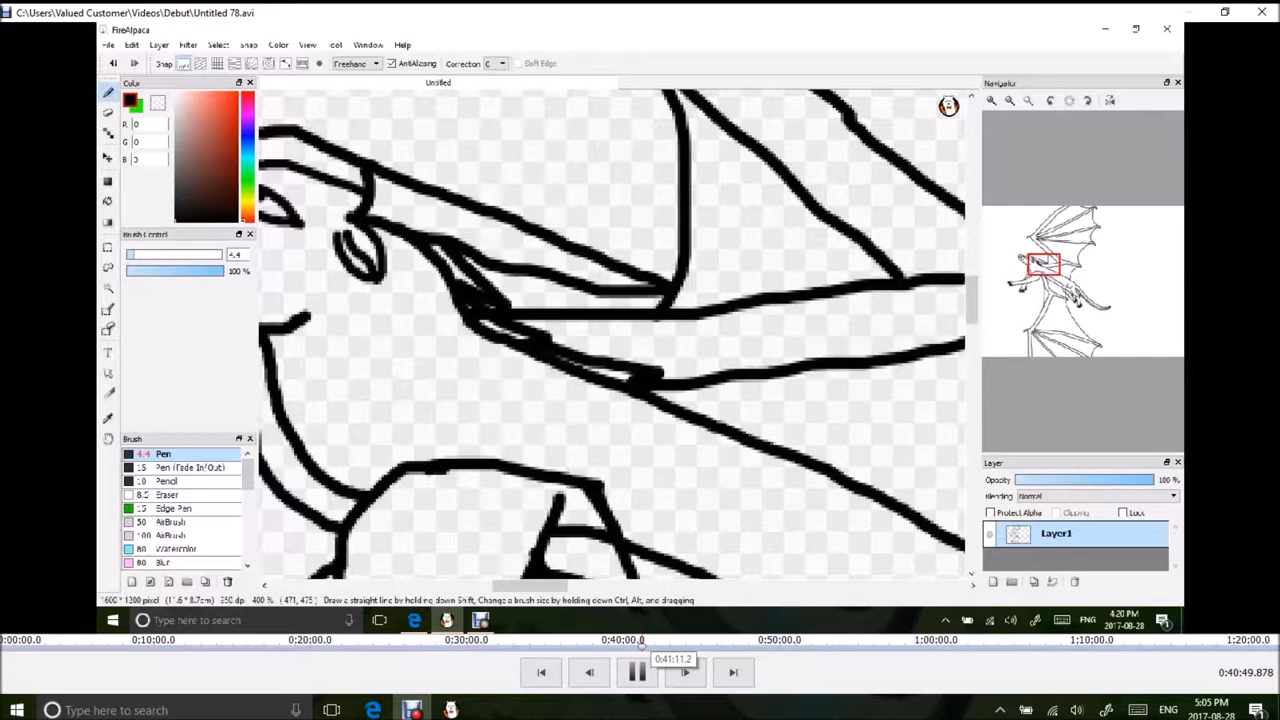 C:\Users\Valued Customer\Videos\Debut\Untitled 78.avi
FireAlpaca
File Edit Layer Filter Select Snap Color View Tool Window Help
Snap Freehand AntiAliasing Correction 0 Soft Edge
Color Untitled Navigator
R 0
G 0
B 0
Brush Control
4.4
100 %
Brush
4.4 Pen
15 Pen (Fade In/Out)
10 Pencil
8.5 Eraser
15 Edge Pen
50 AirBrush
100 AirBrush
80 Watercolor
80 Blur
Layer
Opacity 100 %
Blending Normal
Protect Alpha Clipping Lock
Layer1
1600 * 1200 pixel (11.6 * 8.7cm) 350 dpi 400 % ( 471, 475 ) Draw a straight line by holding down Shift, Change a brush size by holding down Ctrl, Alt, and dragging
Type here to search ENG 4:20 PM
2017-08-28
0:00:00.0 0:10:00.0 0:20:00.0 0:30:00.0 0:40:00.0 0:50:00.0 1:00:00.0 1:10:00.0 1:20:00.0
0:41:11.2
0:40:49.878
Type here to search ENG 5:05 PM
2017-08-28